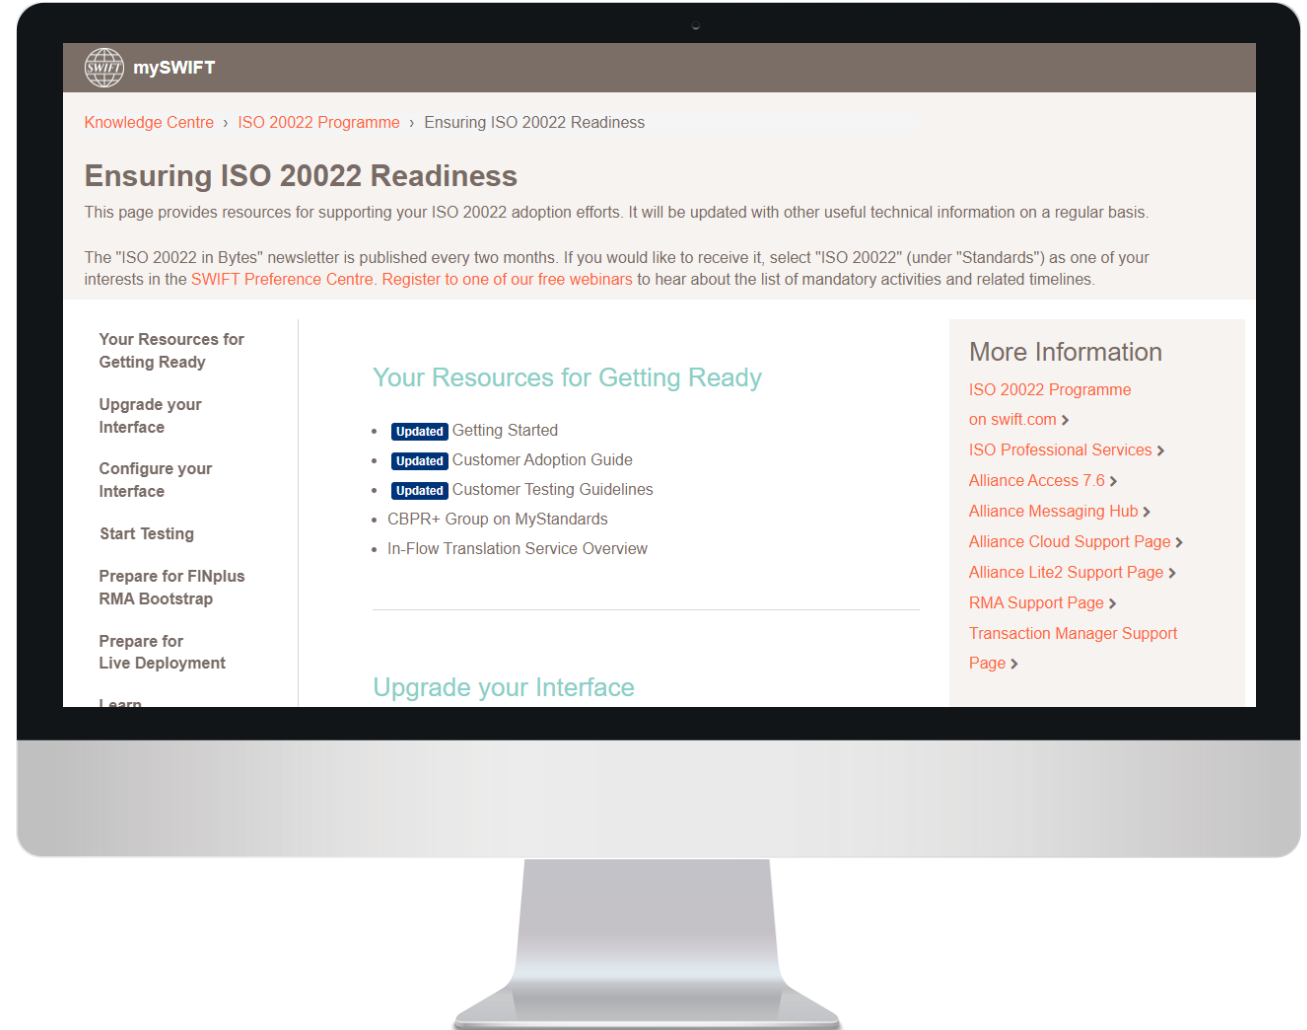 SWIFT mySWIFT
Knowledge Centre › ISO 20022 Programme › Ensuring ISO 20022 Readiness
Ensuring ISO 20022 Readiness
This page provides resources for supporting your ISO 20022 adoption efforts. It will be updated with other useful technical information on a regular basis.
The "ISO 20022 in Bytes" newsletter is published every two months. If you would like to receive it, select "ISO 20022" (under "Standards") as one of your
interests in the SWIFT Preference Centre. Register to one of our free webinars to hear about the list of mandatory activities and related timelines.
Your Resources for
Getting Ready
Upgrade your
Interface
Configure your
Interface
Start Testing
Prepare for FINplus
RMA Bootstrap
Prepare for
Live Deployment
Learn
Your Resources for Getting Ready
• Updated Getting Started
• Updated Customer Adoption Guide
• Updated Customer Testing Guidelines
• CBPR+ Group on MyStandards
• In-Flow Translation Service Overview
Upgrade your Interface
More Information
ISO 20022 Programme
on swift.com >
ISO Professional Services >
Alliance Access 7.6 >
Alliance Messaging Hub >
Alliance Cloud Support Page >
Alliance Lite2 Support Page >
RMA Support Page >
Transaction Manager Support
Page >